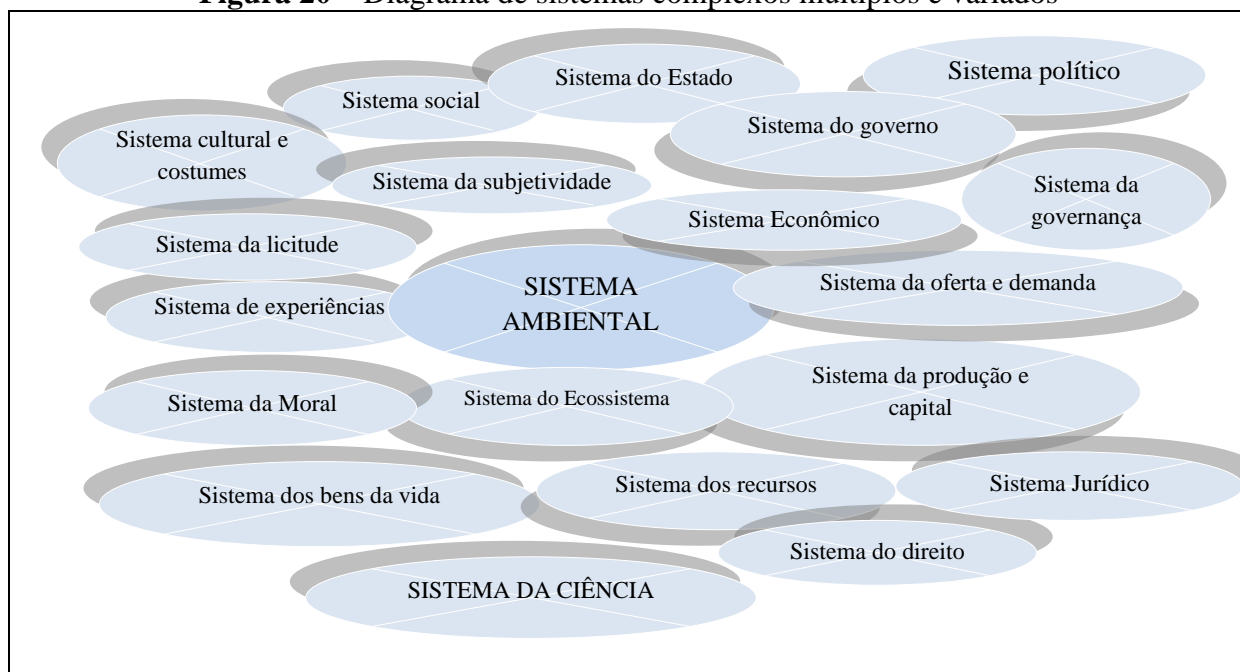 Figura 20 – Diagrama de sistemas complexos múltiplos e variados
Sistema do Estado
Sistema político
Sistema social
Sistema do governo
Sistema cultural e
costumes
Sistema da subjetividade
Sistema da
governança
Sistema Econômico
Sistema da licitude
Sistema da oferta e demanda
SISTEMA
AMBIENTAL
Sistema de experiências
Sistema da produção e
capital
Sistema da Moral
Sistema do Ecossistema
Sistema dos bens da vida
Sistema dos recursos
Sistema Jurídico
Sistema do direito
SISTEMA DA CIÊNCIA